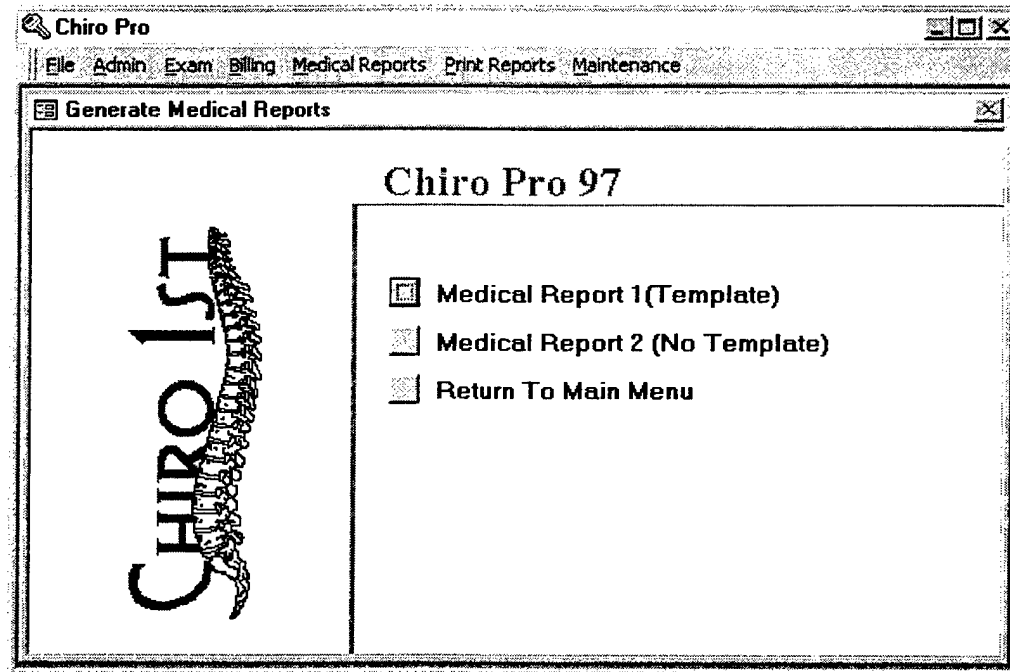 Chiro Pro
File Admin Exam Billing Medical Reports Print Reports Maintenance
Generate Medical Reports
Chiro Pro 97
CHIRO 1ST
Medical Report 1(Template)
Medical Report 2 (No Template)
Return To Main Menu